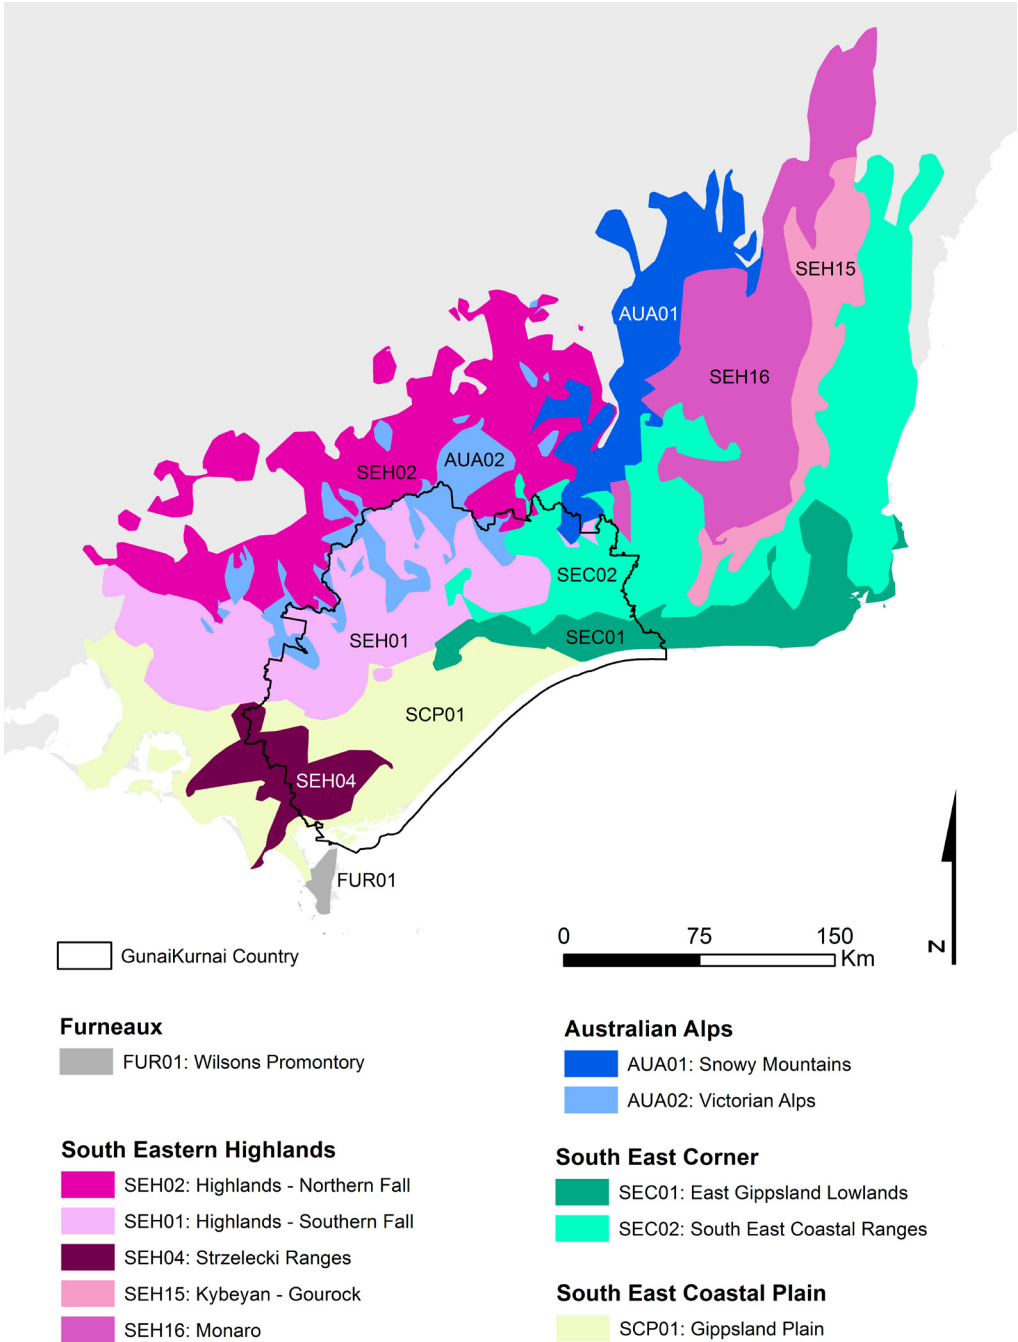 SEH15
AUA01
SEH16
SEH02
AUA02
SEC02
SEH01
SEC01
SCP01
SEH04
FUR01
GunaiKurnai Country
0 75 150
Km
N
Furneaux
FUR01: Wilsons Promontory
South Eastern Highlands
SEH02: Highlands - Northern Fall
SEH01: Highlands - Southern Fall
SEH04: Strzelecki Ranges
SEH15: Kybeyan - Gourock
SEH16: Monaro
Australian Alps
AUA01: Snowy Mountains
AUA02: Victorian Alps
South East Corner
SEC01: East Gippsland Lowlands
SEC02: South East Coastal Ranges
South East Coastal Plain
SCP01: Gippsland Plain